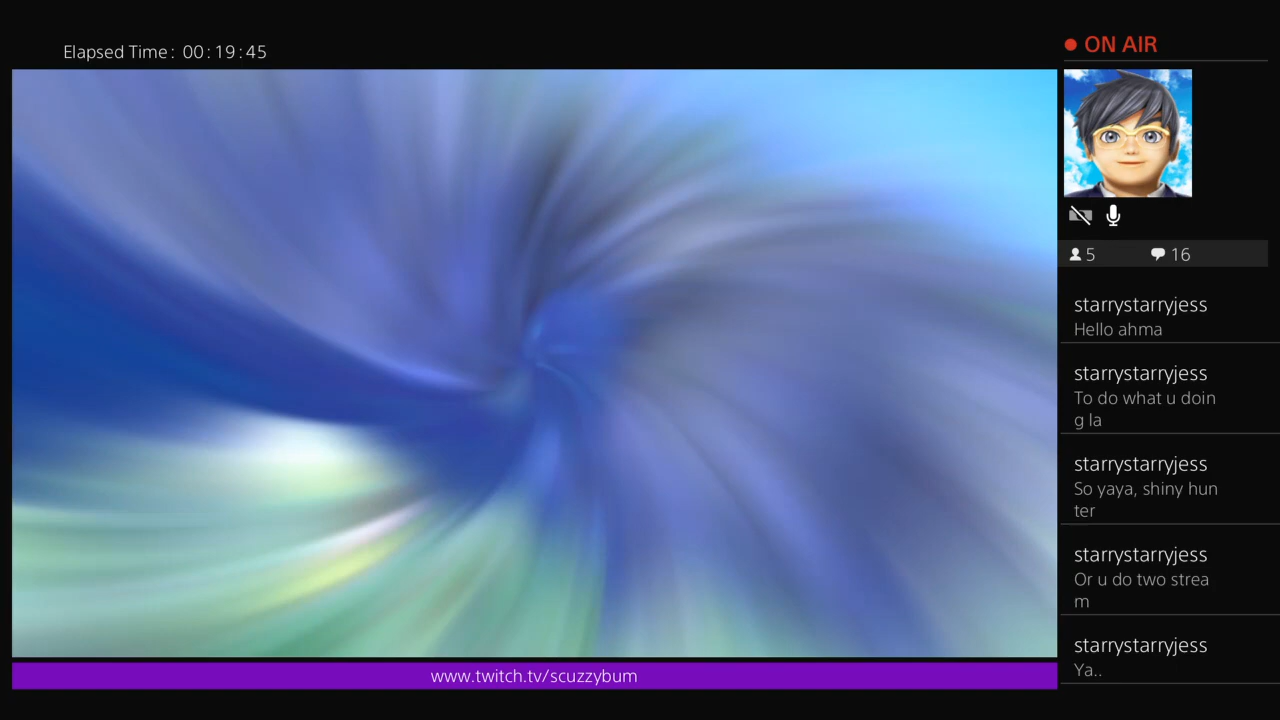 Elapsed Time: 00:19:45
ON AIR
5 16
starrystarryjess
Hello ahma
starrystarryjess
To do what u doin
g la
starrystarryjess
So yaya, shiny hun
ter
starrystarryjess
Or u do two strea
m
starrystarryjess
Ya..
www.twitch.tv/scuzzybum